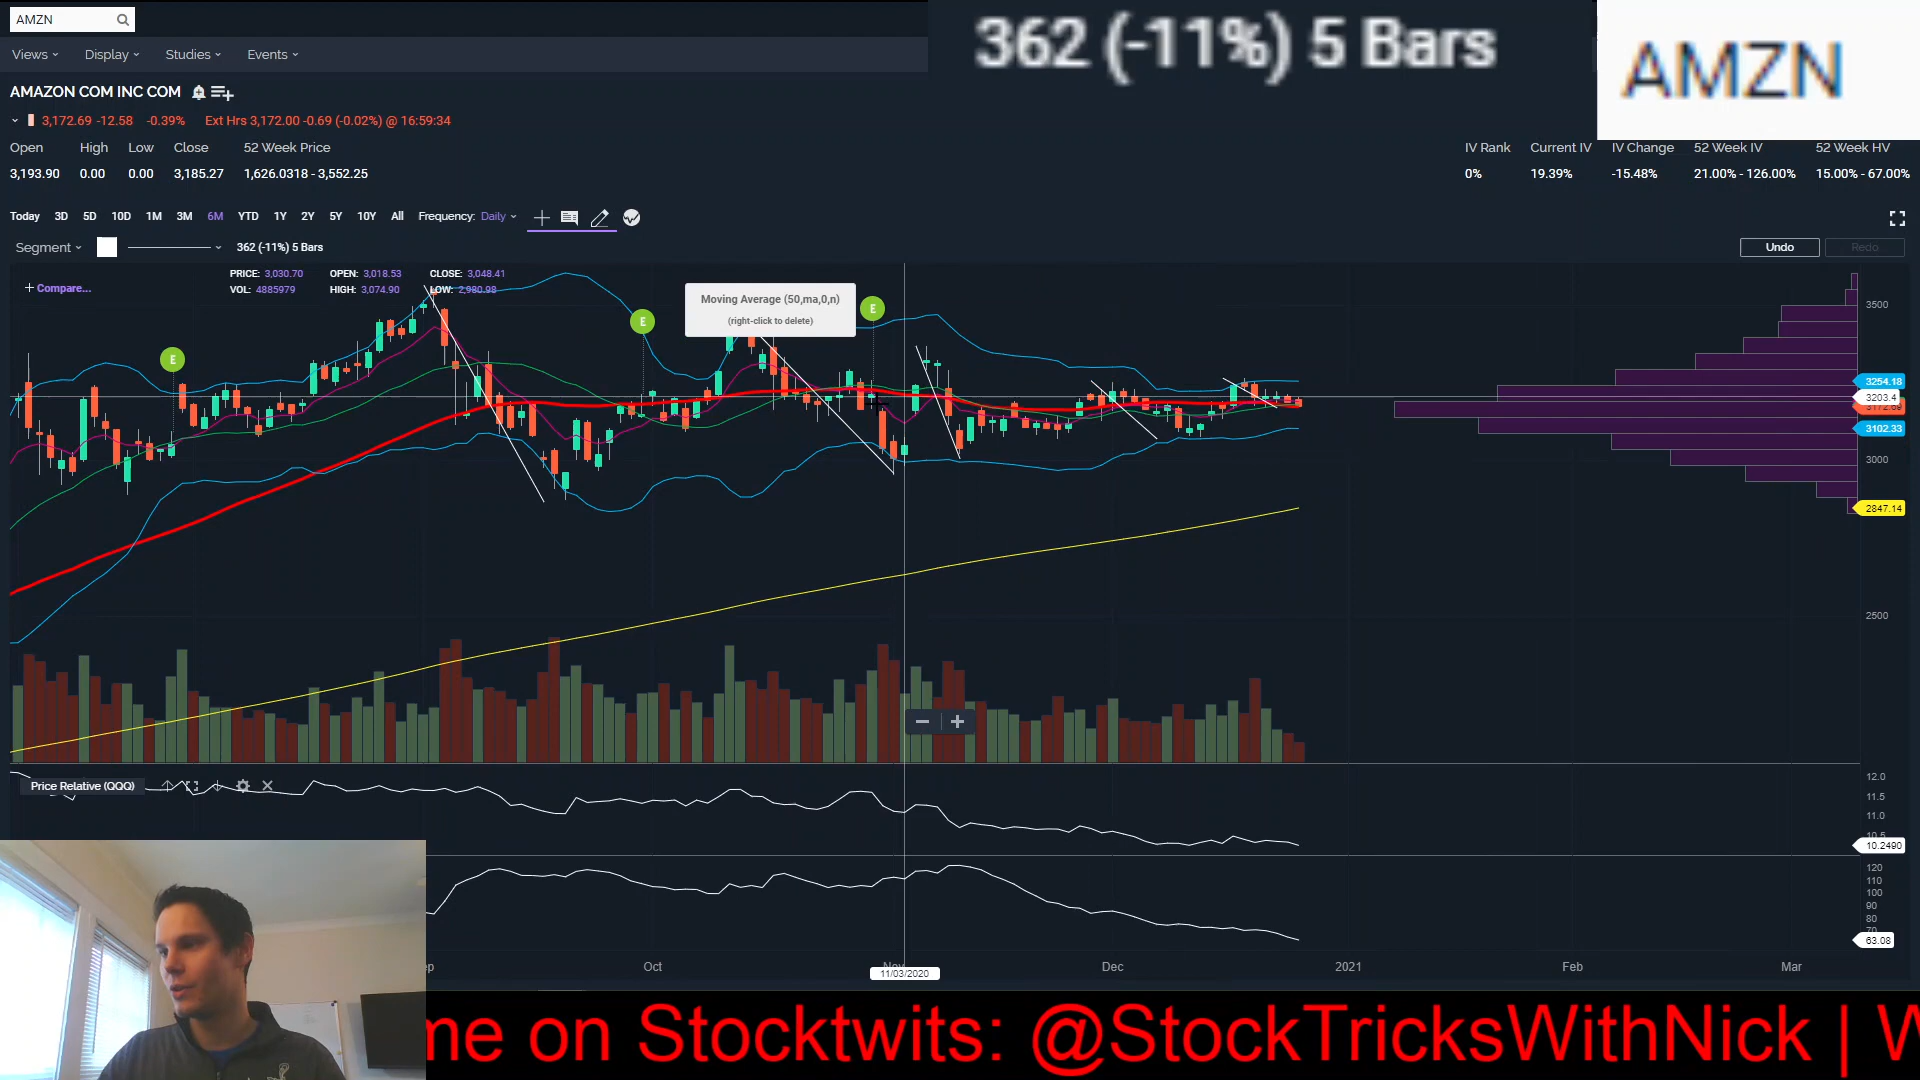 AMZN
362 (-11%) 5 Bars
AMZN
Views Display Studies Events
AMAZON COM INC COM
3,172.69 -12.58 -0.39% Ext Hrs 3,172.00 -0.69 (-0.02%) @ 16:59:34
Open High Low Close 52 Week Price IV Rank Current IV IV Change 52 Week IV 52 Week HV
3,193.90 0.00 0.00 3,185.27 1,626.0318 - 3,552.25 0% 19.39% -15.48% 21.00% - 126.00% 15.00% - 67.00%
Today 3D 5D 10D 1M 3M 6M YTD 1Y 2Y 5Y 10Y All Frequency: Daily
Segment 362 (-11%) 5 Bars Undo Redo
PRICE: 3,030.70 OPEN: 3,018.53 CLOSE: 3,048.41
+ Compare...
VOL: 4885979 HIGH: 3,074.90 LOW: 2,980.98
Moving Average (50,ma,0,n)
(right-click to delete)
E
E
E
3500
3254.18
3203.4
3172.69
3102.33
3000
2847.14
2500
Price Relative (QQQ)
12.0
11.5
11.0
10.5
10.2490
120
110
100
90
80
70
63.08
Oct Nov Dec 2021 Feb Mar
11/03/2020
me on Stocktwits: @StockTricksWithNick | W